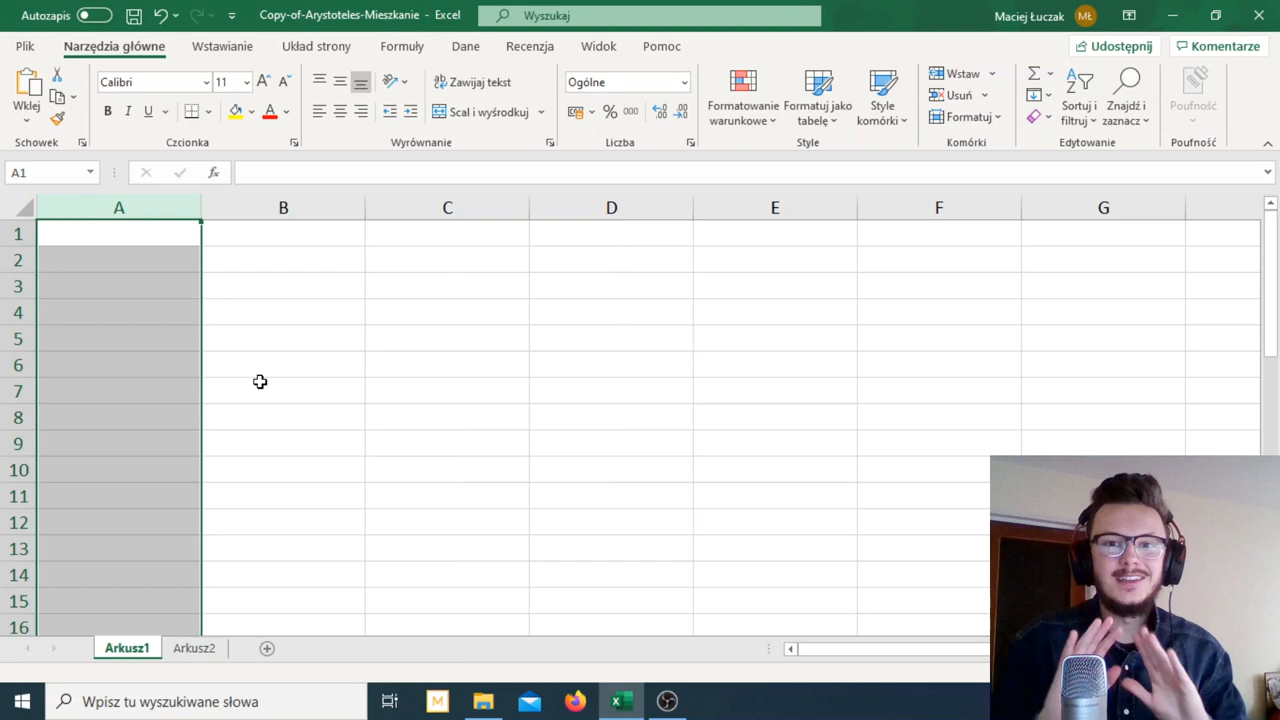 Autozapis
Copy-of-Arystoteles-Mieszkanie - Excel
Wyszukaj
Maciej Łuczak
MŁ
Plik
Narzędzia główne
Wstawianie
Układ strony
Formuły
Dane
Recenzja
Widok
Pomoc
Udostępnij
Komentarze
Wklej
Calibri
11
B I U
Zawijaj tekst
Scal i wyśrodkuj
Ogólne
% 000
Formatowanie warunkowe
Formatuj jako tabelę
Style komórki
Wstaw
Usuń
Formatuj
Sortuj i filtruj
Znajdź i zaznacz
Poufność
Schowek
Czcionka
Wyrównanie
Liczba
Style
Komórki
Edytowanie
Poufność
A1
fx
A B C D E F G
1
2
3
4
5
6
7
8
9
10
11
12
13
14
15
16
Arkusz1
Arkusz2
Wpisz tu wyszukiwane słowa
M